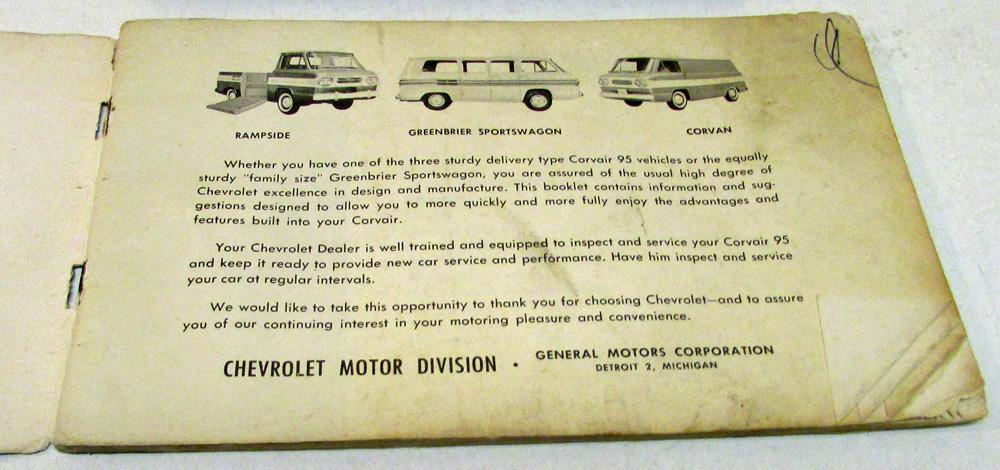 RAMPSIDE GREENBRIER SPORTSWAGON CORVAN
Whether you have one of the three sturdy delivery type Corvair 95 vehicles or the equally
sturdy "family size" Greenbrier Sportswagon, you are assured of the usual high degree of
Chevrolet excellence in design and manufacture. This booklet contains information and sug-
gestions designed to allow you to more quickly and more fully enjoy the advantages and
features built into your Corvair.
Your Chevrolet Dealer is well trained and equipped to inspect and service your Corvair 95
and keep it ready to provide new car service and performance. Have him inspect and service
your car at regular intervals.
We would like to take this opportunity to thank you for choosing Chevrolet—and to assure
you of our continuing interest in your motoring pleasure and convenience.
CHEVROLET MOTOR DIVISION • GENERAL MOTORS CORPORATION
DETROIT 2, MICHIGAN